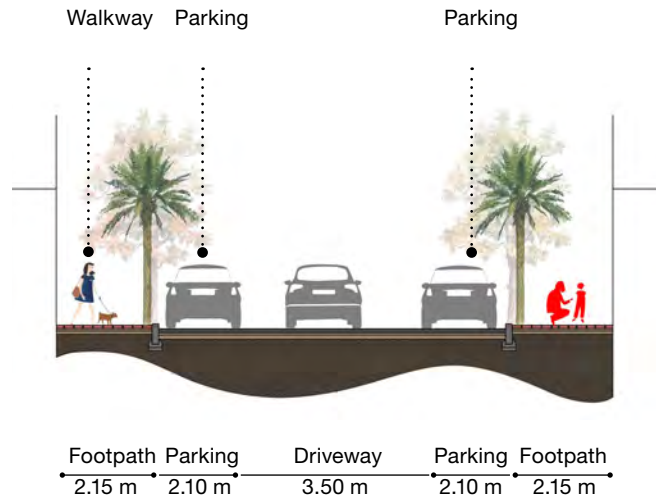 Walkway Parking Parking
Footpath Parking Driveway Parking Footpath
2.15 m 2.10 m 3.50 m 2.10 m 2.15 m